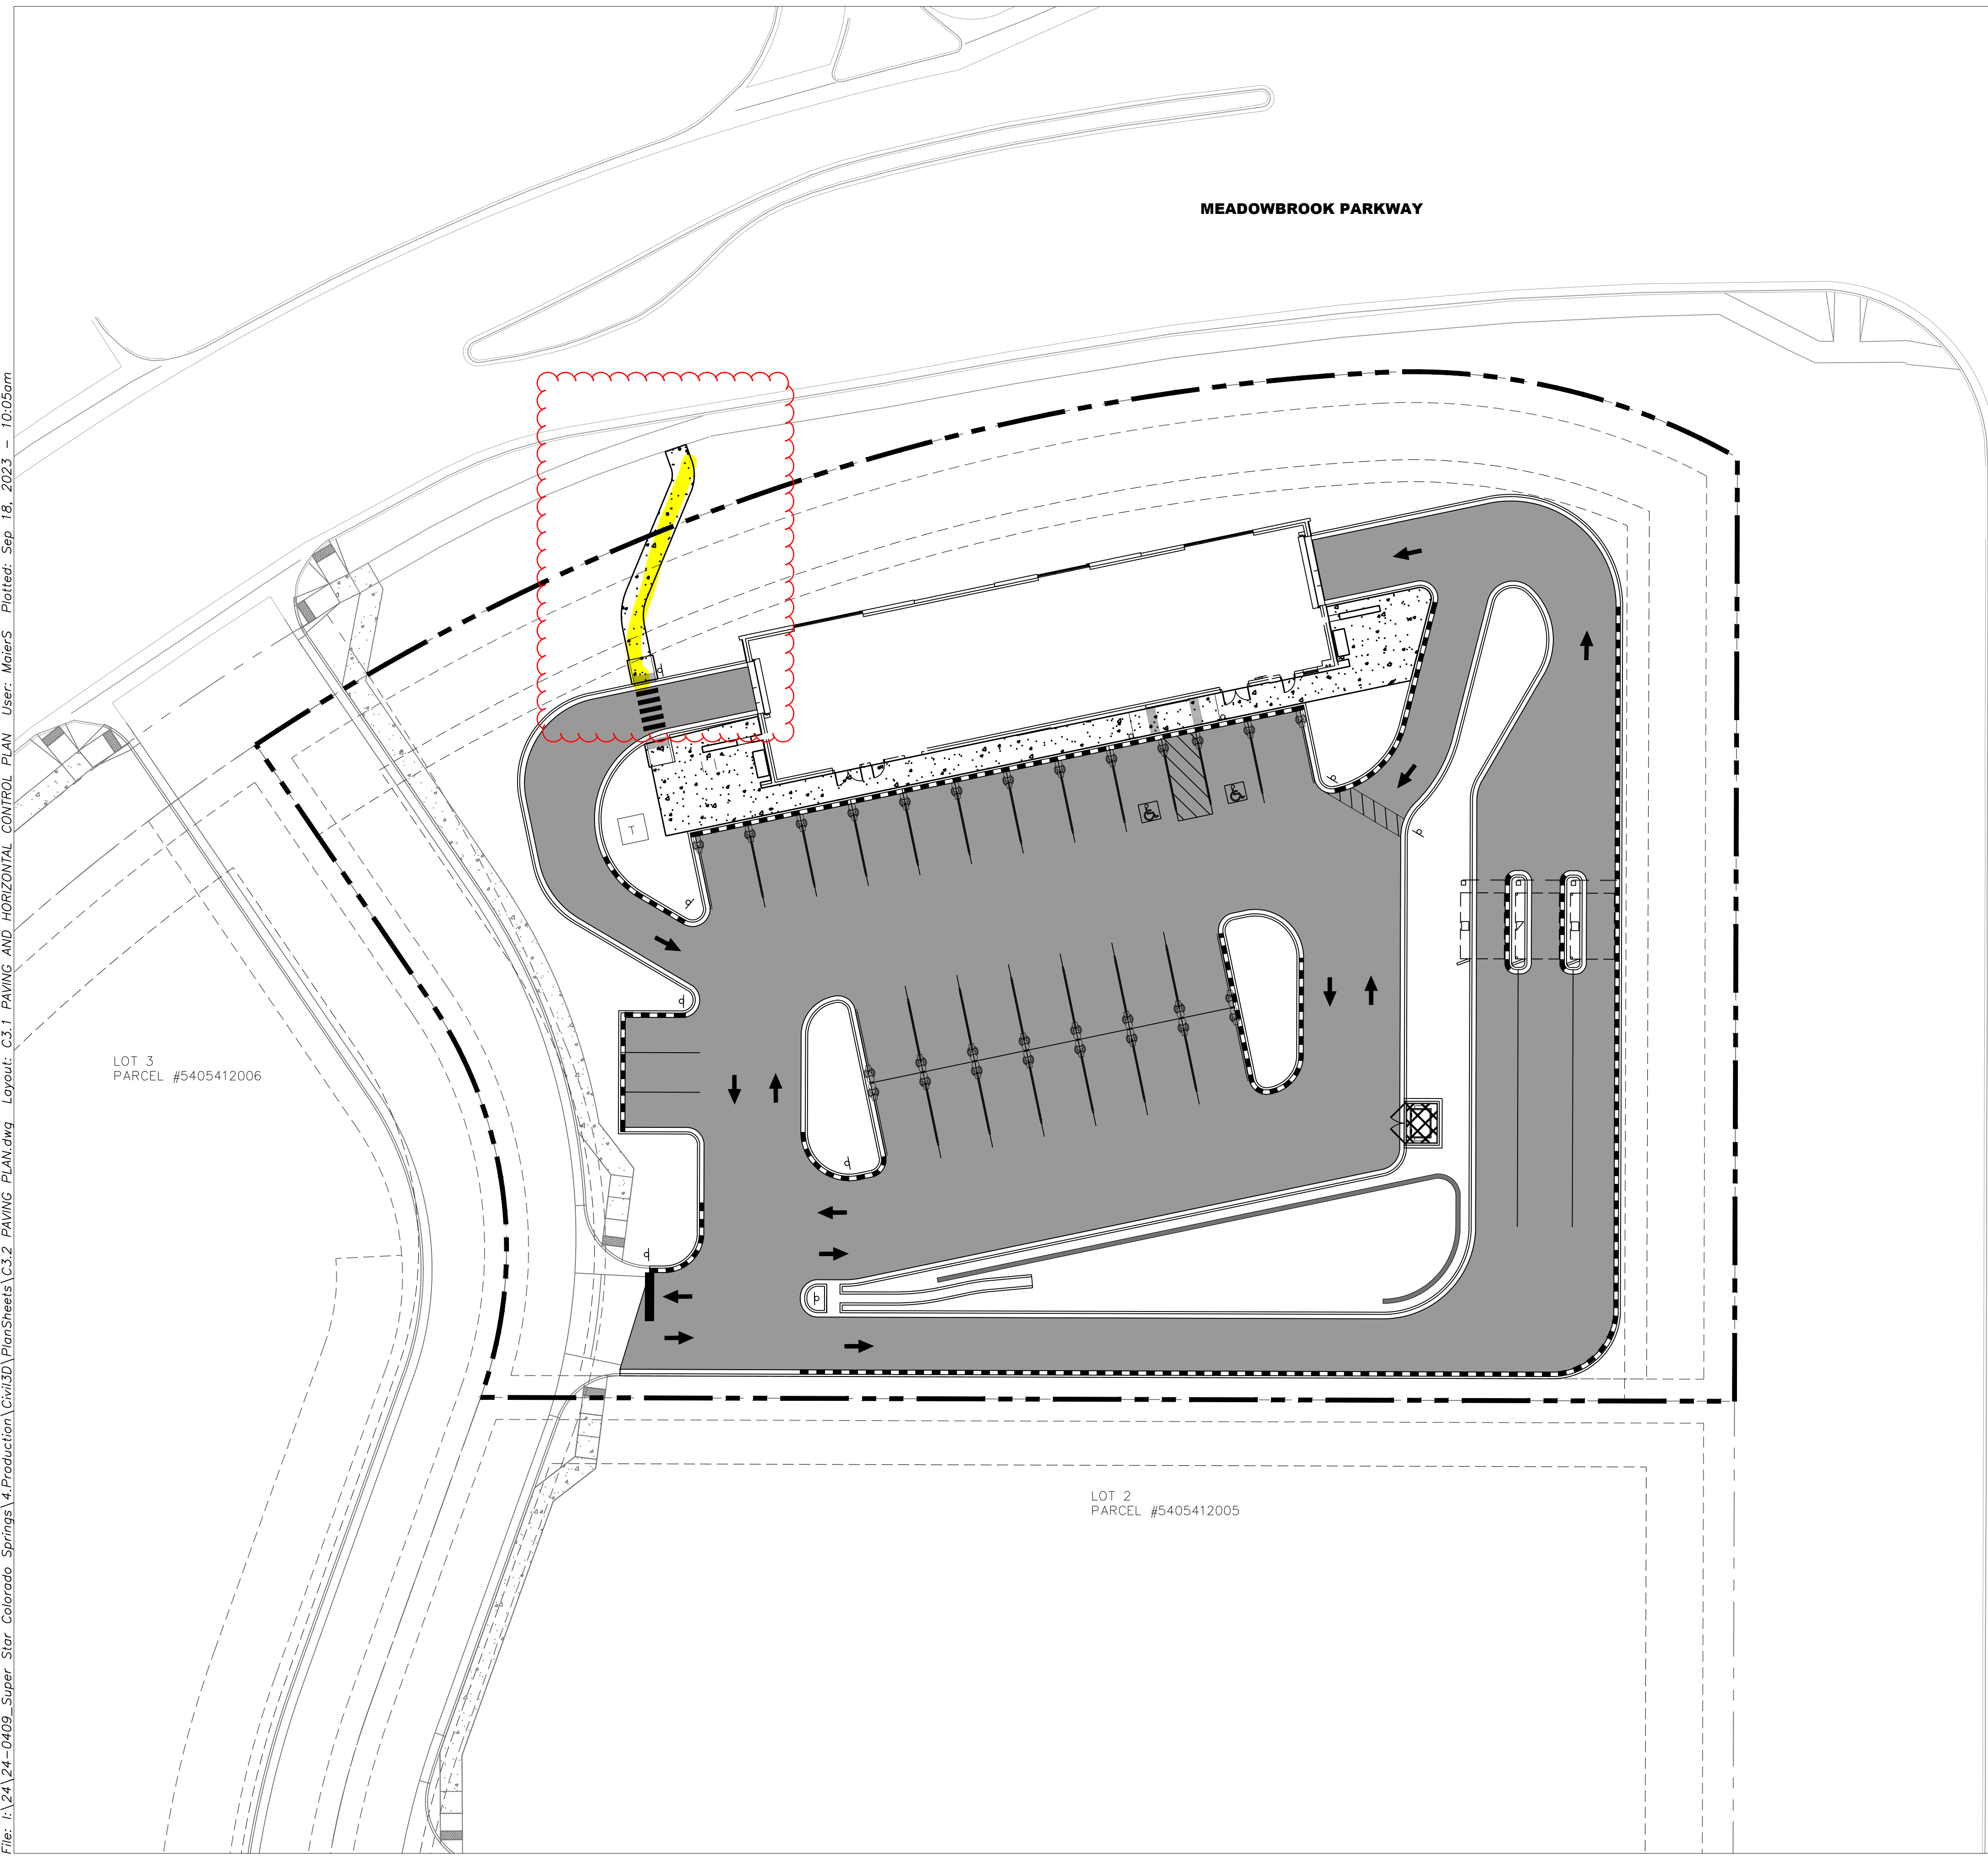 MEADOWBROOK PARKWAY
File: I:\24\24-0409_Super Star Colorado Springs\4.Production\Civil3D\PlanSheets\C3.2 PAVING PLAN.dwg Layout: C3.1 PAVING AND HORIZONTAL CONTROL PLAN User: MaierS Plotted: Sep 18, 2023 - 10:05am
T
LOT 3
PARCEL #5405412006
LOT 2
PARCEL #5405412005